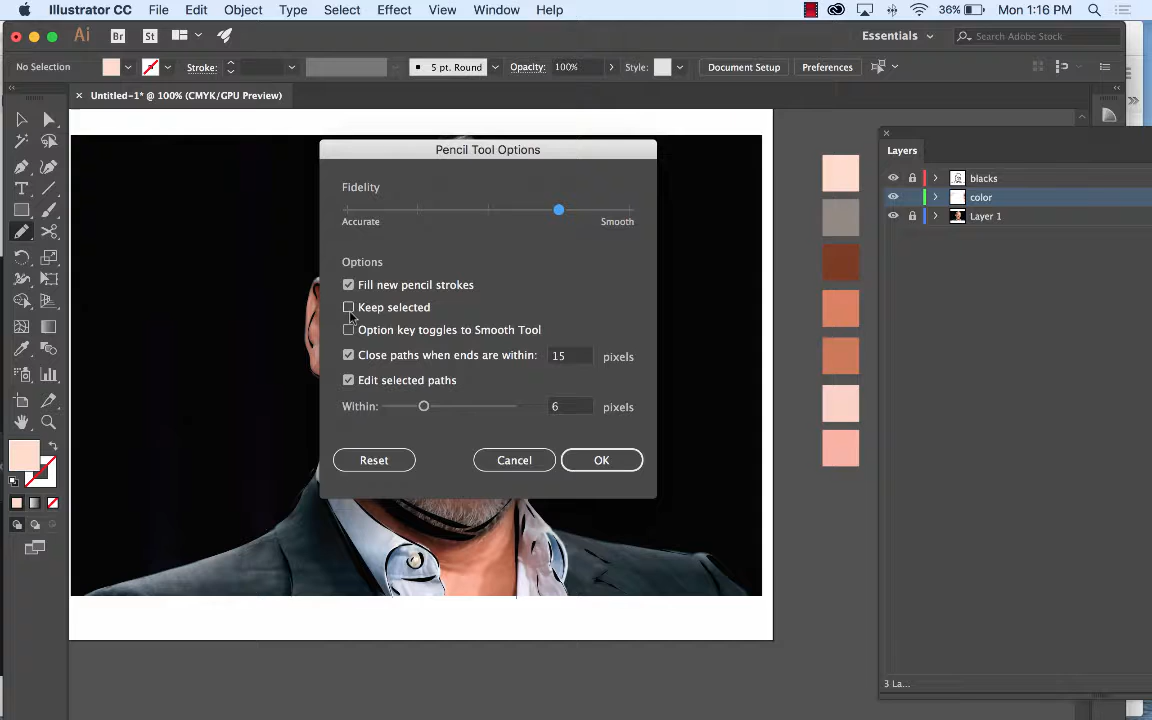 Illustrator CC File Edit Object Type Select Effect View Window Help 36% Mon 1:16 PM
Ai Br St Essentials Search Adobe Stock
No Selection Stroke: 5 pt. Round Opacity: 100% Style: Document Setup Preferences
× Untitled-1* @ 100% (CMYK/GPU Preview)
Pencil Tool Options
Layers
Fidelity
blacks
color
Accurate Smooth
Layer 1
Options
Fill new pencil strokes
Keep selected
Option key toggles to Smooth Tool
Close paths when ends are within: 15 pixels
Edit selected paths
Within: 6 pixels
Reset Cancel OK
3 La...